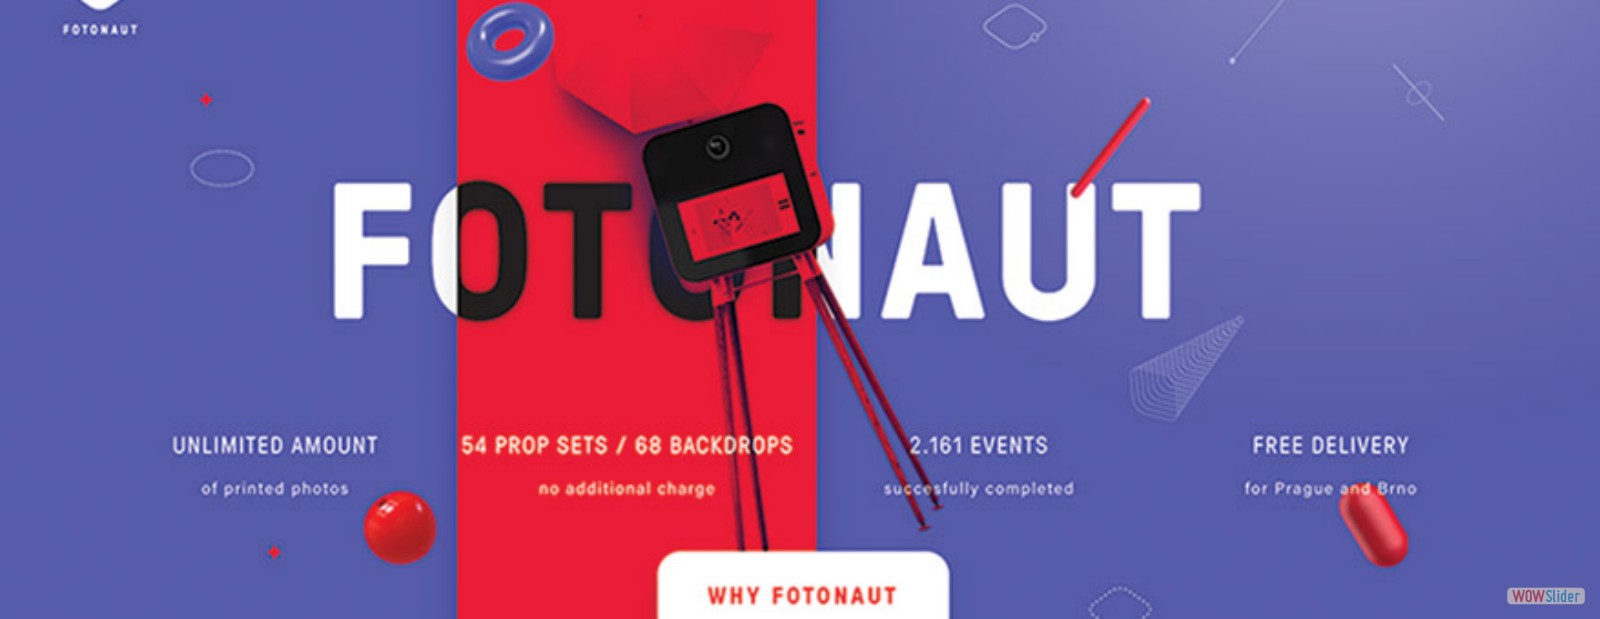 FOTONAUT
FOTONAUT
UNLIMITED AMOUNT
of printed photos
54 PROP SETS / 68 BACKDROPS
no additional charge
2.161 EVENTS
succesfully completed
FREE DELIVERY
for Prague and Brno
WHY FOTONAUT
WOWSlider